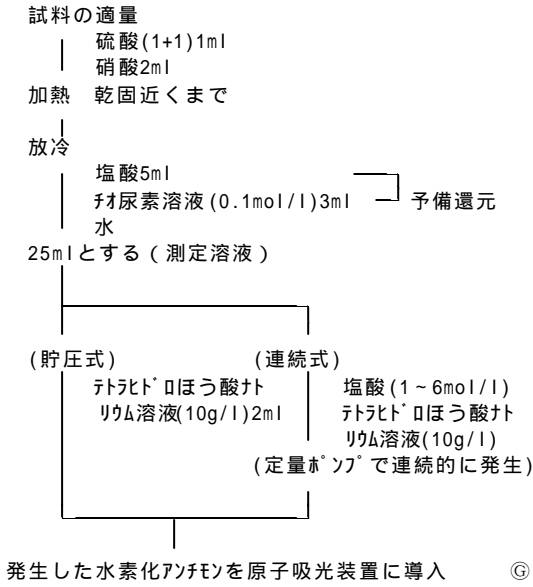 試料の適量
硫酸(1+1)1ml
硝酸2ml
加熱 乾固近くまで
放冷
塩酸5ml
ﾁｵ尿素溶液(0.1mol/l)3ml 予備還元
水
25mlとする(測定溶液)
(貯圧式) (連続式)
ﾃﾄﾗﾋﾄﾞﾛほう酸ﾅﾄ 塩酸(1~6mol/l)
ﾘｳﾑ溶液(10g/l)2ml ﾃﾄﾗﾋﾄﾞﾛほう酸ﾅﾄ
ﾘｳﾑ溶液(10g/l)
(定量ﾎﾟﾝﾌﾟで連続的に発生)
発生した水素化ｱﾝﾁﾓﾝを原子吸光装置に導入 Ⓖ